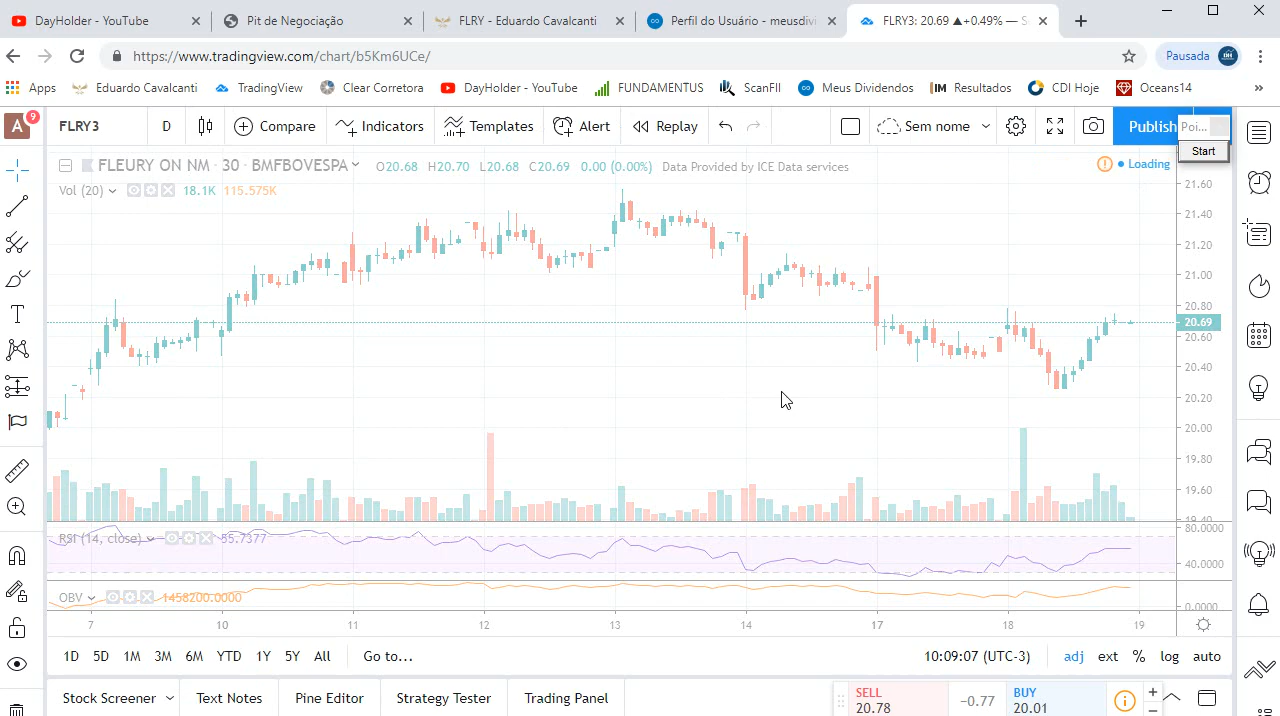 DayHolder - YouTube
Pit de Negociação
FLRY - Eduardo Cavalcanti
Perfil do Usuário - meusdivi
FLRY3: 20.69 ▲+0.49% —
https://www.tradingview.com/chart/b5Km6UCe/
Pausada
Apps
Eduardo Cavalcanti
TradingView
Clear Corretora
DayHolder - YouTube
FUNDAMENTUS
ScanFII
Meus Dividendos
IM Resultados
CDI Hoje
Oceans14
»
A 9
FLRY3
D
Compare
Indicators
Templates
Alert
Replay
Sem nome
Publish
Poi...
Start
FLEURY ON NM · 30 · BMFBOVESPA
O20.68 H20.70 L20.68 C20.69 0.00 (0.00%) Data Provided by ICE Data services
Loading
Vol (20) 18.1K 115.575K
21.60
21.40
21.20
21.00
20.80
20.69
20.60
20.40
20.20
20.00
19.80
19.60
19.40
RSI (14, close) 55.7377
80.0000
40.0000
OBV 1458200.0000
0.0000
7 10 11 12 13 14 17 18 19
1D 5D 1M 3M 6M YTD 1Y 5Y All Go to...
10:09:07 (UTC-3) adj ext % log auto
Stock Screener
Text Notes
Pine Editor
Strategy Tester
Trading Panel
SELL
20.78
−0.77
BUY
20.01